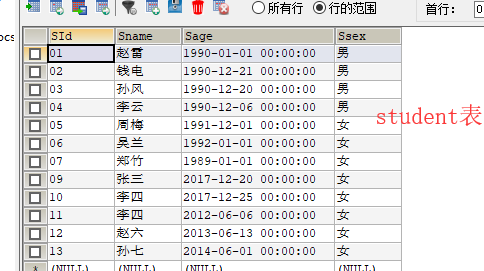 所有行 行的范围 首行: 0
ocs
SId Sname Sage Ssex
01 赵雷 1990-01-01 00:00:00 男
02 钱电 1990-12-21 00:00:00 男
03 孙风 1990-12-20 00:00:00 男
04 李云 1990-12-06 00:00:00 男
student表
05 周梅 1991-12-01 00:00:00 女
06 吴兰 1992-01-01 00:00:00 女
07 郑竹 1989-01-01 00:00:00 女
09 张三 2017-12-20 00:00:00 女
10 李四 2017-12-25 00:00:00 女
11 李四 2012-06-06 00:00:00 女
12 赵六 2013-06-13 00:00:00 女
13 孙七 2014-06-01 00:00:00 女
* (NULL) (NULL) (NULL) (NULL)